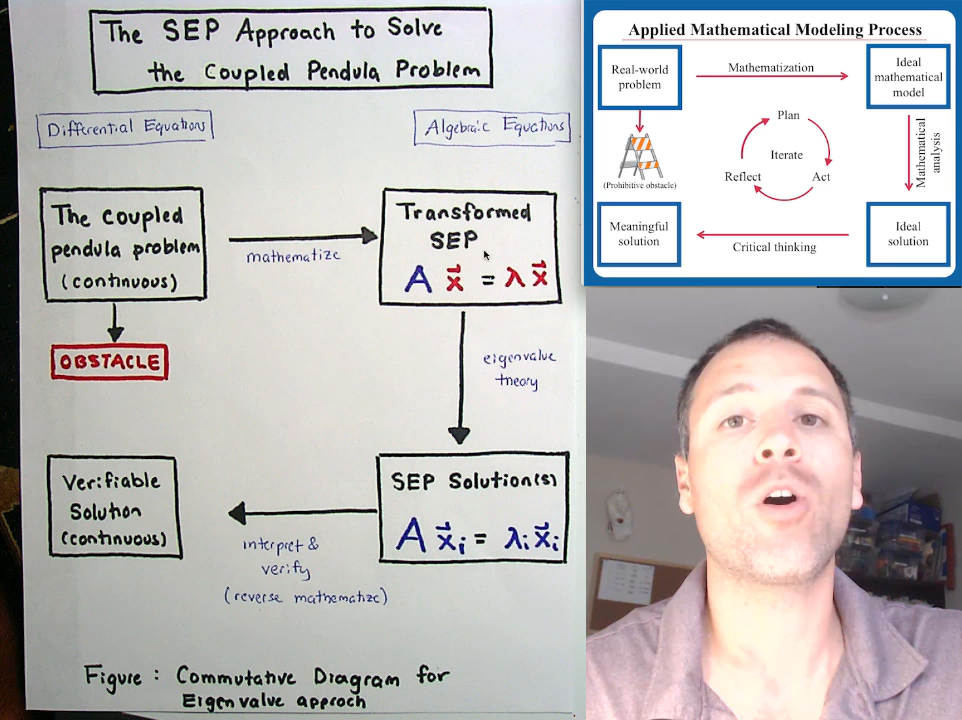 The SEP Approach to Solve
the Coupled Pendula Problem
Differential Equations
Algebraic Equations
The coupled
pendula problem
(continuous)
mathematize
Transformed
SEP
A x⃗ = λ x⃗
OBSTACLE
eigenvalue
theory
Verifiable
Solution
(continuous)
interpret &
verify
(reverse mathematize)
SEP Solution(s)
A x⃗ᵢ = λᵢ x⃗ᵢ
Figure : Commutative Diagram for
Eigenvalue approch
Applied Mathematical Modeling Process
Real-world
problem
Mathematization
Ideal
mathematical
model
(Prohibitive obstacle)
Plan
Iterate
Reflect
Act
Mathematical
analysis
Meaningful
solution
Critical thinking
Ideal
solution